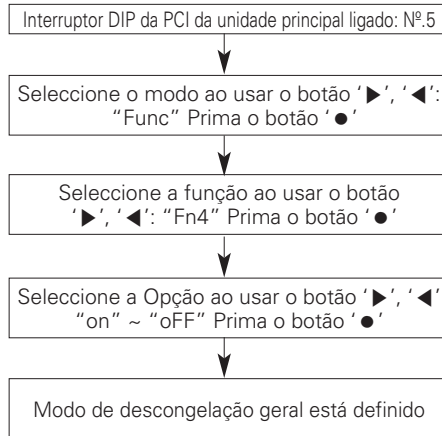 Interruptor DIP da PCI da unidade principal ligado: Nº.5
Seleccione o modo ao usar o botão ‘▶’, ‘◀’:
“Func” Prima o botão ‘●’
Seleccione a função ao usar o botão
‘▶’, ‘◀’: “Fn4” Prima o botão ‘●’
Seleccione a Opção ao usar o botão ‘▶’, ‘◀’
“on” ~ “oFF” Prima o botão ‘●’
Modo de descongelação geral está definido